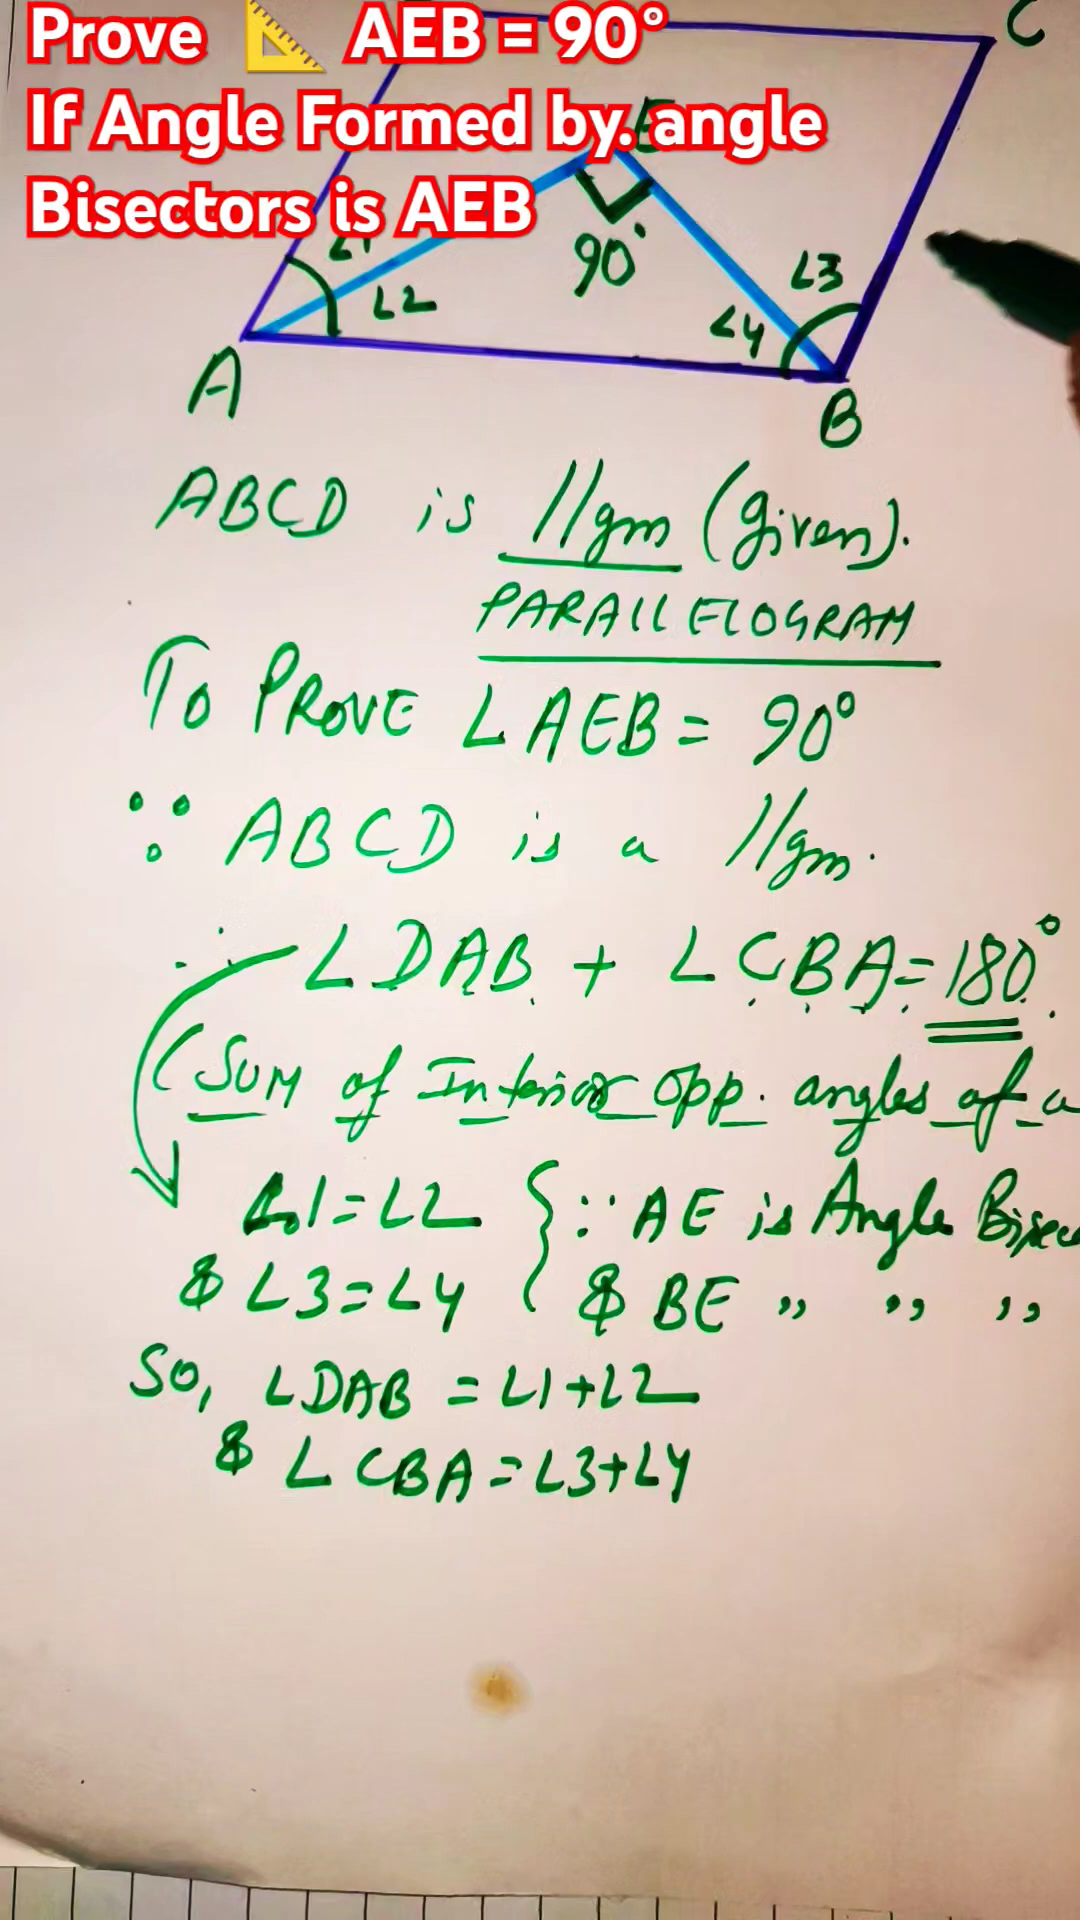 Prove 📐 AEB = 90°
If Angle Formed by. angle
Bisectors is AEB
C
E
∠1
∠2
90°
∠3
∠4
A
B
ABCD is //gm (given).
PARALLELOGRAM
To PROVE ∠AEB = 90°
∵ ABCD is a //gm.
∴ ∠DAB + ∠CBA = 180°.
(Sum of Interior opp. angles of a
∠1 = ∠2 { ∵ AE is Angle Bisec
& ∠3 = ∠4 & BE ,, ,, ,,
So, ∠DAB = ∠1 + ∠2
& ∠CBA = ∠3 + ∠4